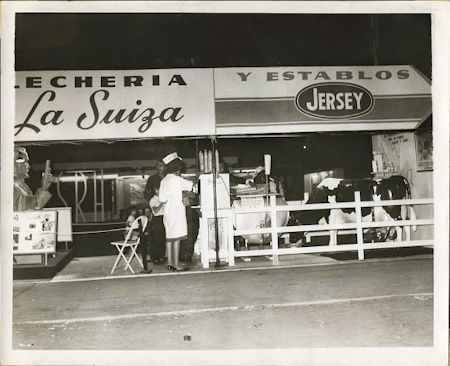 LECHERIA
La Suiza
Y ESTABLOS
JERSEY